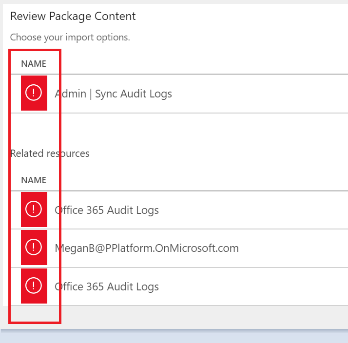 Review Package Content
Choose your import options.
NAME
Admin | Sync Audit Logs
Related resources
NAME
Office 365 Audit Logs
MeganB@PPlatform.OnMicrosoft.com
Office 365 Audit Logs